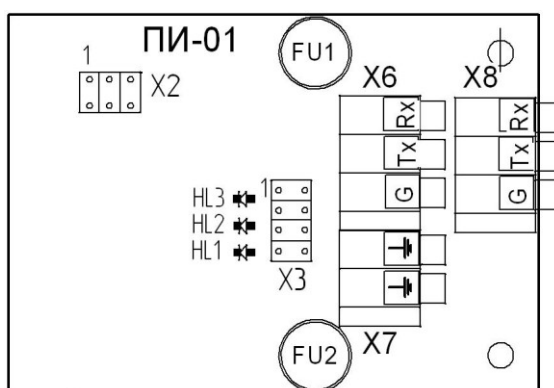 ПИ-01
FU1
1
X2
X6
X8
Rx
Rx
Tx
Tx
G
G
1
HL3
HL2
HL1
X3
X7
FU2